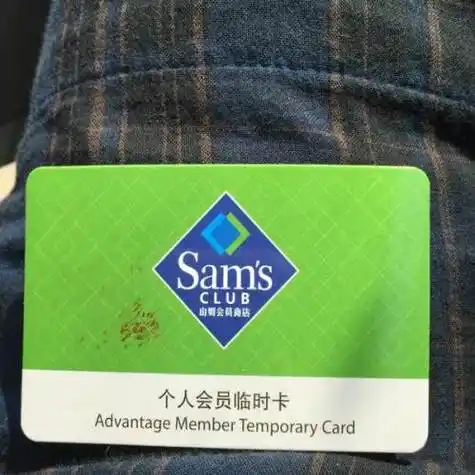 Sam's
CLUB
山姆会员商店
个人会员临时卡
Advantage Member Temporary Card